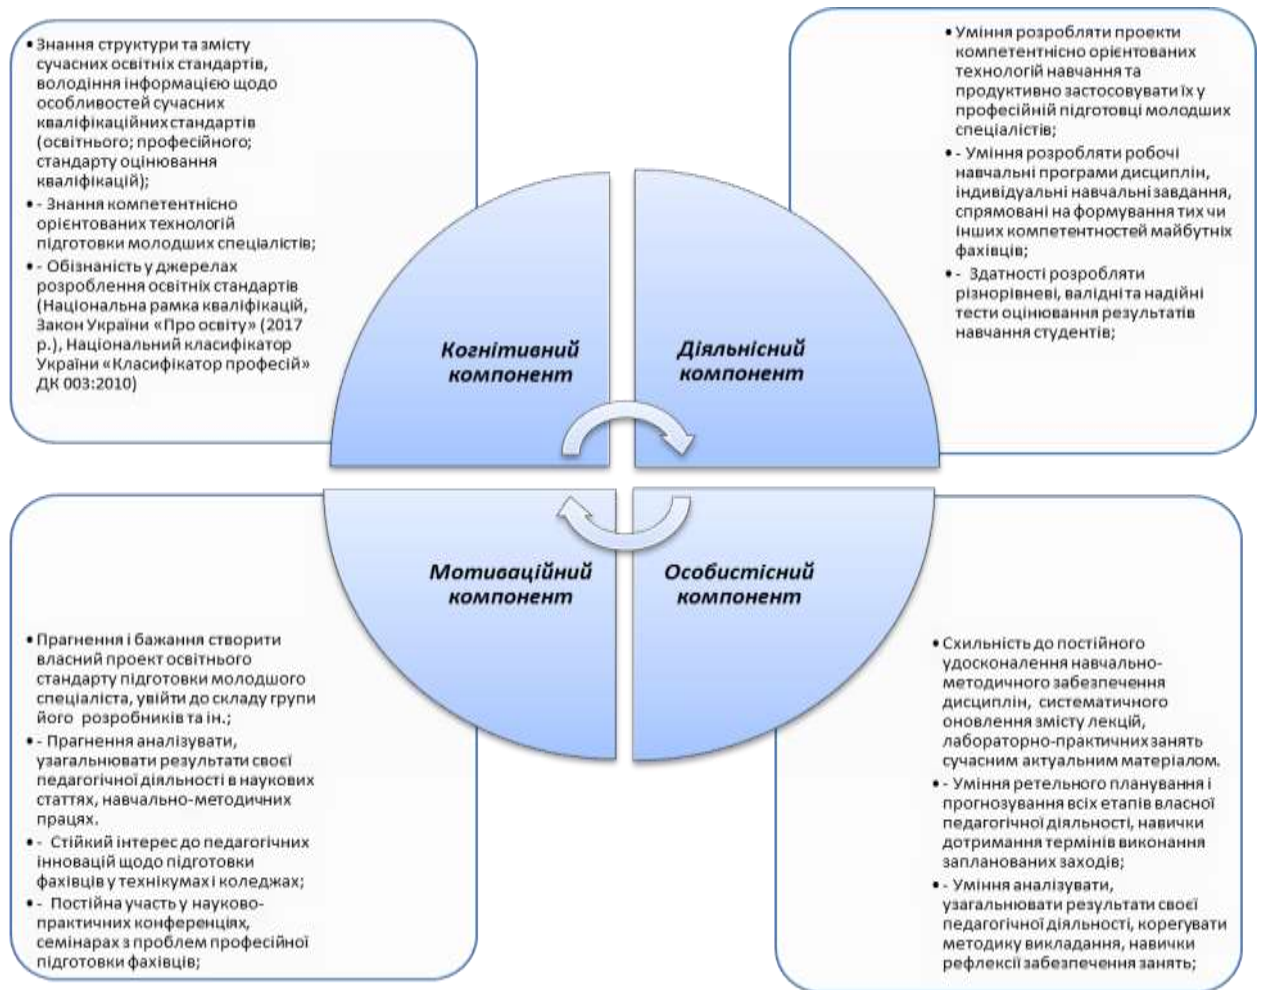 • Знання структури та змісту
сучасних освітніх стандартів,
володіння інформацією щодо
особливостей сучасних
кваліфікаційних стандартів
(освітнього; професійного;
стандарту оцінювання
кваліфікацій);
• - Знання компетентнісно
орієнтованих технологій
підготовки молодших спеціалістів;
• - Обізнаність у джерелах
розроблення освітніх стандартів
(Національна рамка кваліфікацій,
Закон України «Про освіту» (2017
р.), Національний класифікатор
України «Класифікатор професій»
ДК 003:2010)
• Уміння розробляти проекти
компетентнісно орієнтованих
технологій навчання та
продуктивно застосовувати їх у
професійній підготовці молодших
спеціалістів;
• - Уміння розробляти робочі
навчальні програми дисциплін,
індивідуальні навчальні завдання,
спрямовані на формування тих чи
інших компетентностей майбутніх
фахівців;
• - Здатності розробляти
різнорівневі, валідні та надійні
тести оцінювання результатів
навчання студентів;
Когнітивний
компонент
Діяльнісний
компонент
Мотиваційний
компонент
Особистісний
компонент
• Прагнення і бажання створити
власний проект освітнього
стандарту підготовки молодшого
спеціаліста, увійти до складу групи
його розробників та ін.;
• - Прагнення аналізувати,
узагальнювати результати своєї
педагогічної діяльності в наукових
статтях, навчально-методичних
працях.
• - Стійкий інтерес до педагогічних
інновацій щодо підготовки
фахівців у технікумах і коледжах;
• - Постійна участь у науково-
практичних конференціях,
семінарах з проблем професійної
підготовки фахівців;
• Схильність до постійного
удосконалення навчально-
методичного забезпечення
дисциплін, систематичного
оновлення змісту лекцій,
лабораторно-практичних занять
сучасним актуальним матеріалом.
• - Уміння ретельного планування і
прогнозування всіх етапів власної
педагогічної діяльності, навички
дотримання термінів виконання
запланованих заходів;
• - Уміння аналізувати,
узагальнювати результати своєї
педагогічної діяльності, корегувати
методику викладання, навички
рефлексії забезпечення занять;